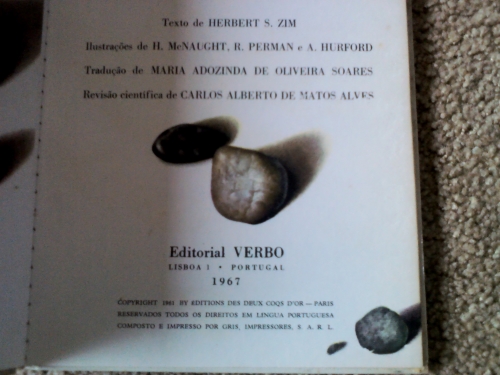 Texto de HERBERT S. ZIM
Ilustrações de H. McNAUGHT, R. PERMAN e A. HURFORD
Tradução de MARIA ADOZINDA DE OLIVEIRA SOARES
Revisão científica de CARLOS ALBERTO DE MATOS ALVES
Editorial VERBO
LISBOA 1 • PORTUGAL
1967
COPYRIGHT 1961 BY EDITIONS DES DEUX COQS D'OR — PARIS
RESERVADOS TODOS OS DIREITOS EM LINGUA PORTUGUESA
COMPOSTO E IMPRESSO POR GRIS, IMPRESSORES, S. A. R. L.